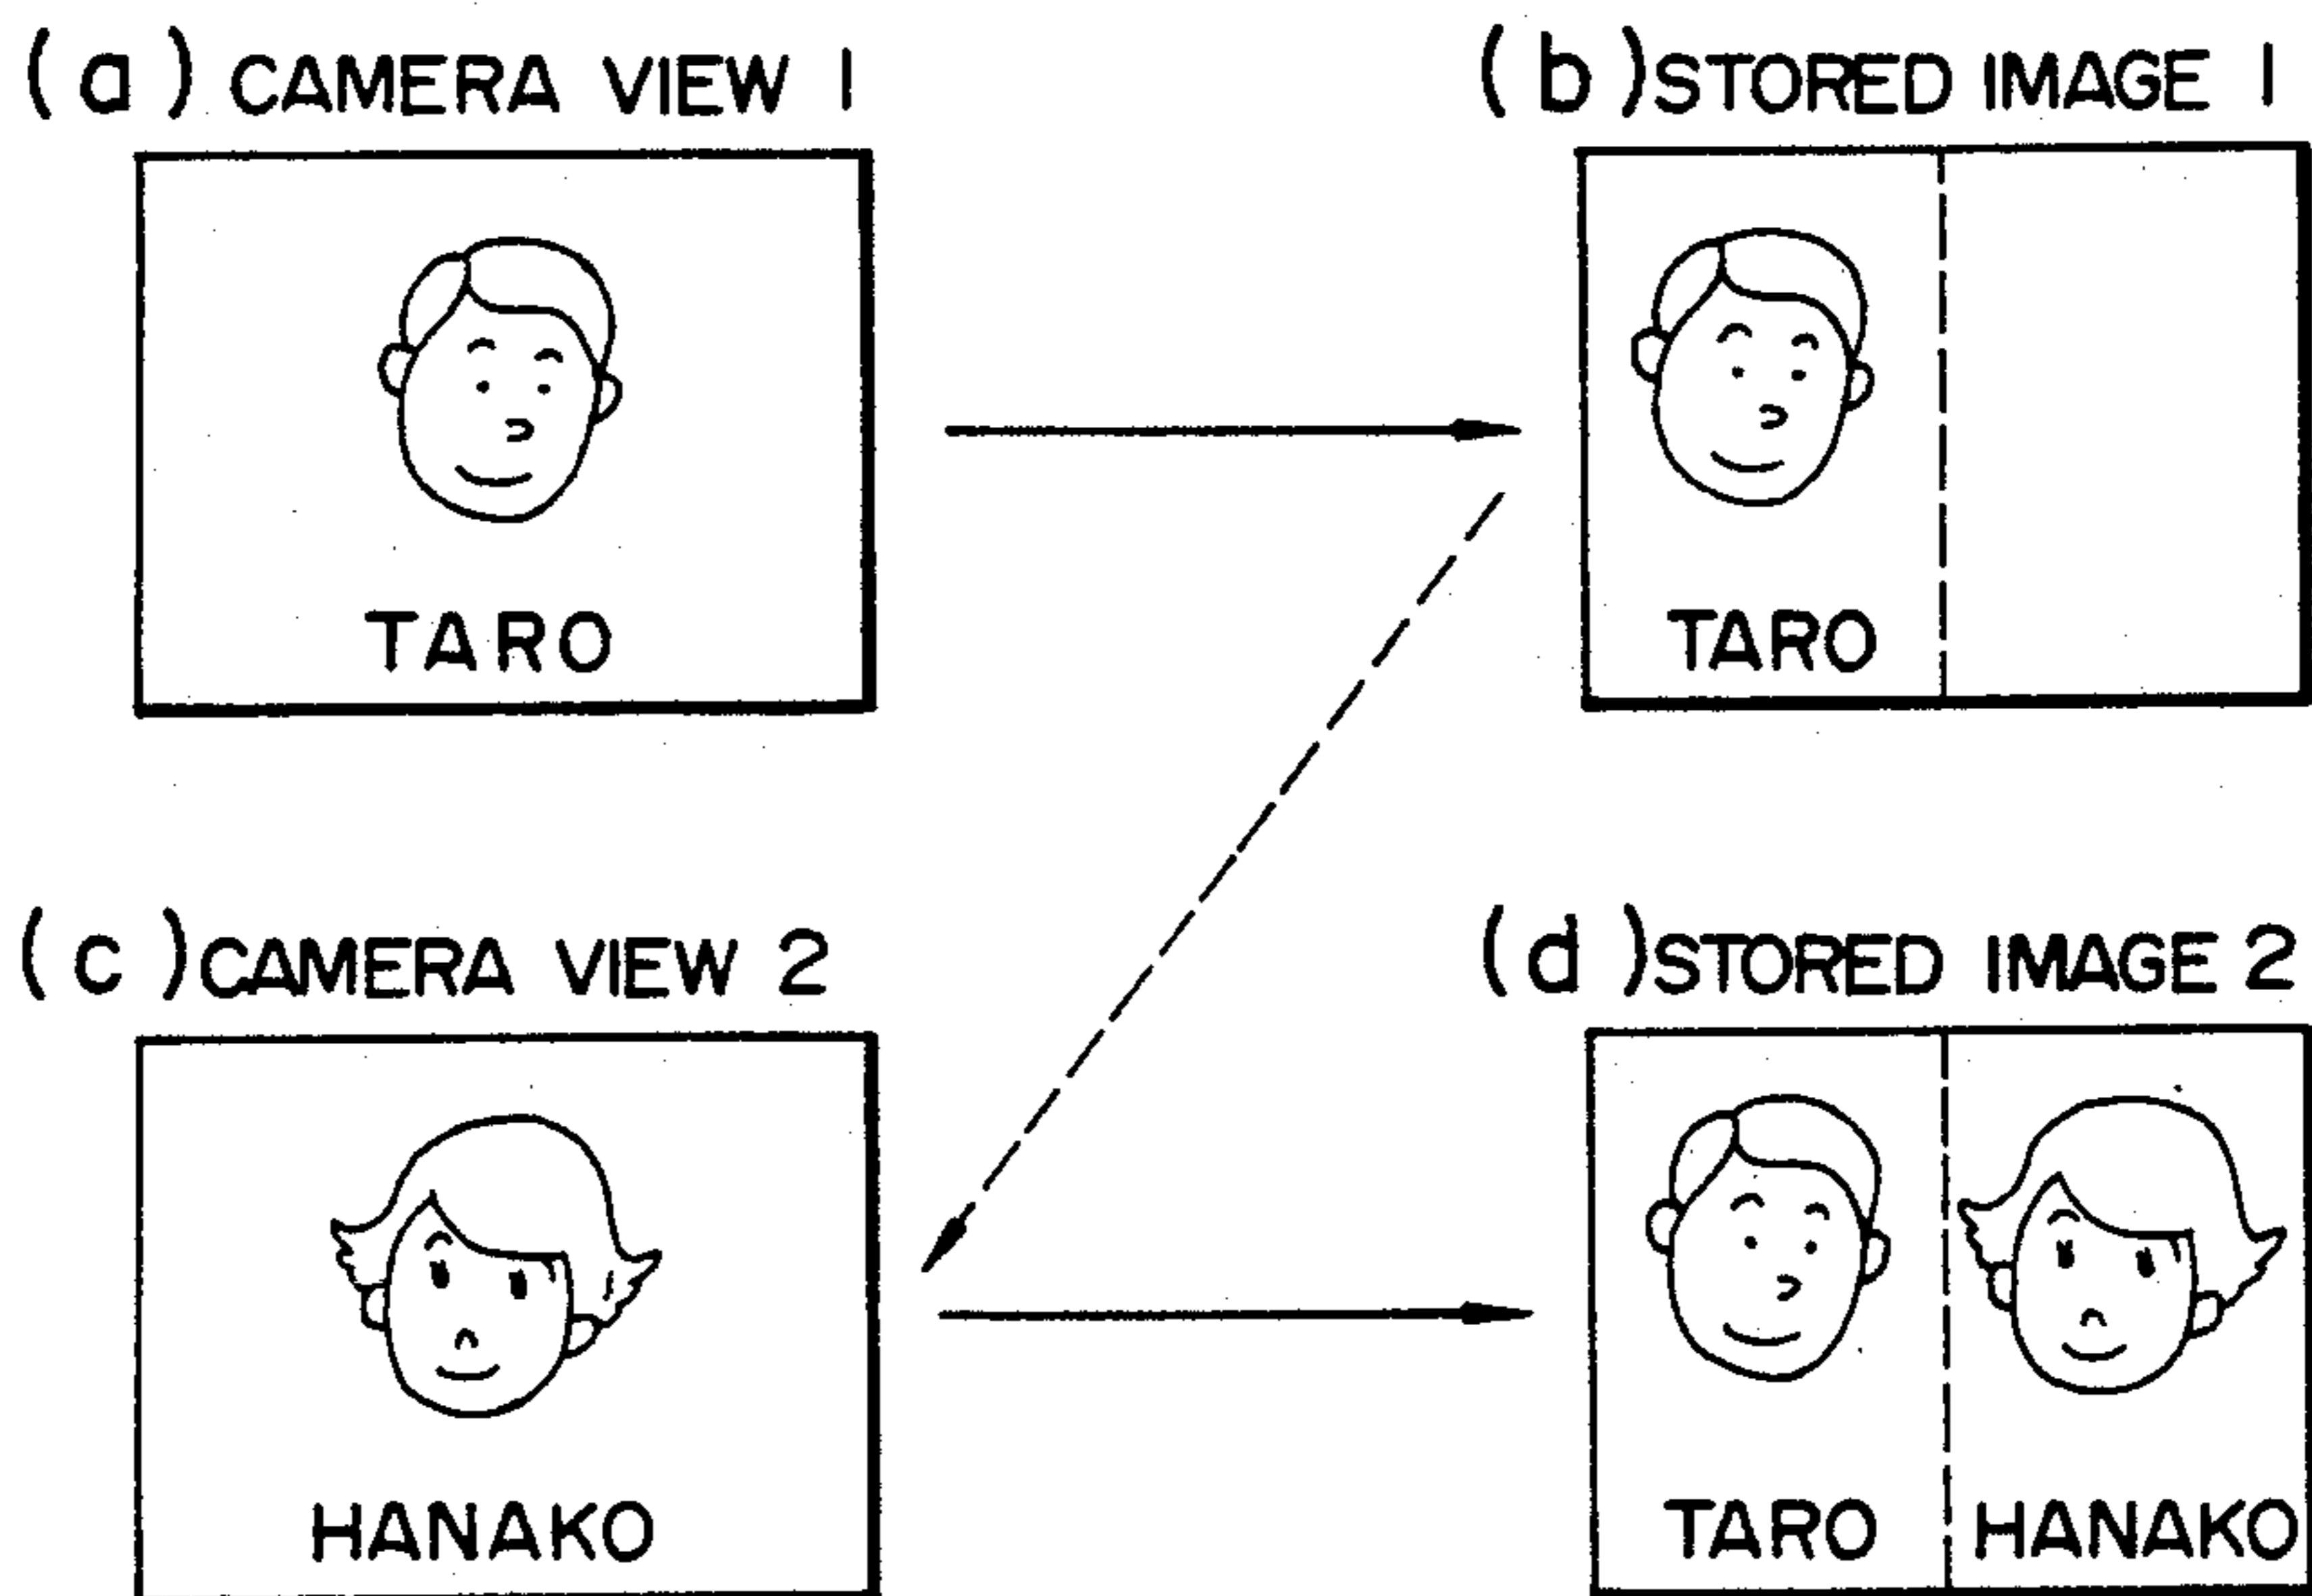 (a) CAMERA VIEW 1
(b) STORED IMAGE 1
TARO
TARO
(c) CAMERA VIEW 2
(d) STORED IMAGE 2
HANAKO
TARO HANAKO